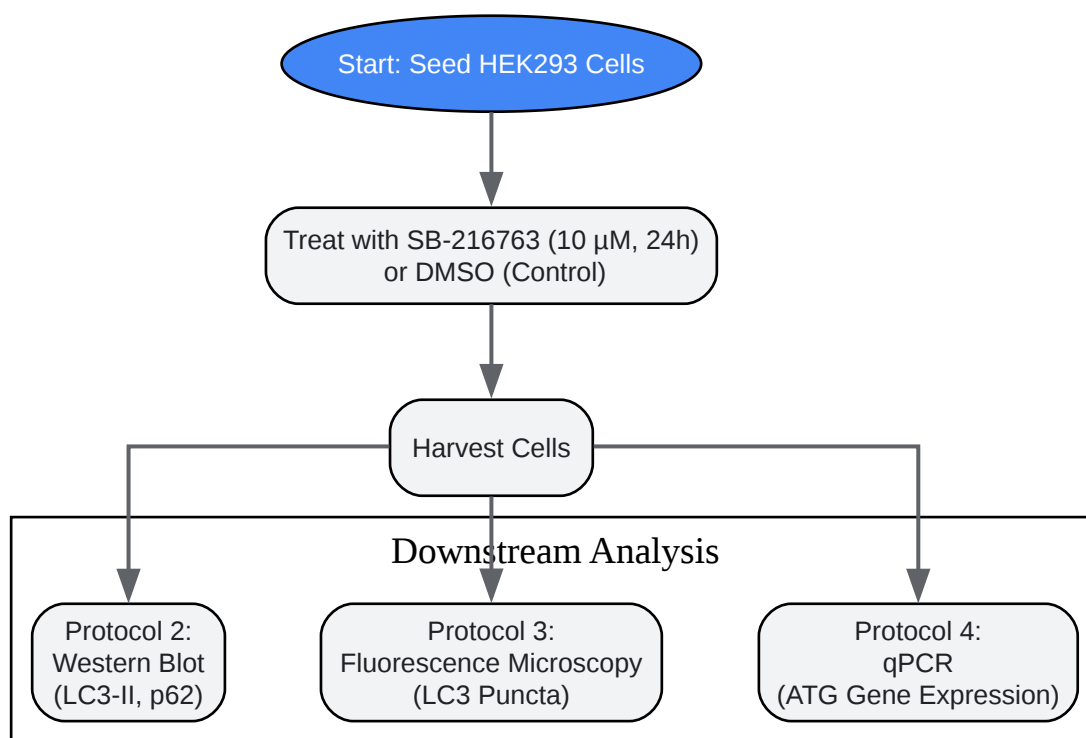 Start: Seed HEK293 Cells
Treat with SB-216763 (10 µM, 24h)
or DMSO (Control)
Harvest Cells
Downstream Analysis
Protocol 2:
Western Blot
(LC3-II, p62)
Protocol 3:
Fluorescence Microscopy
(LC3 Puncta)
Protocol 4:
qPCR
(ATG Gene Expression)